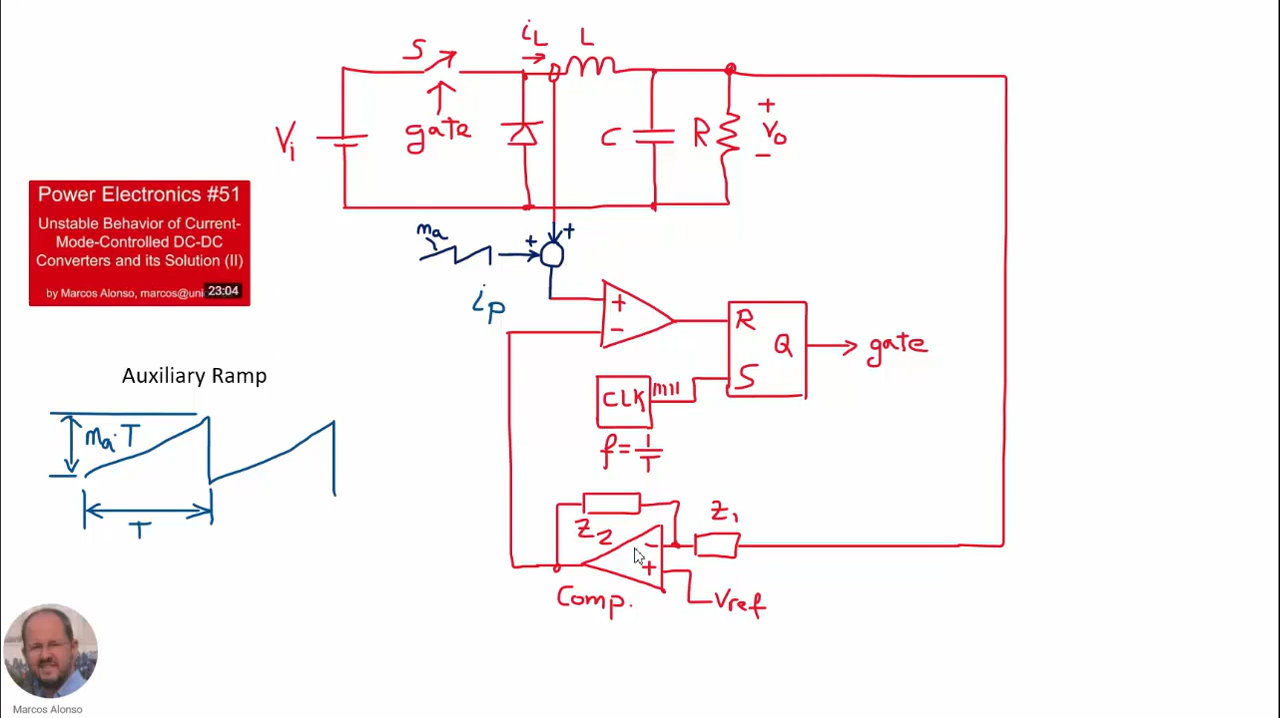 iL
L
S
gate
Vi
C
R
+
Vo
−
Power Electronics #51
Unstable Behavior of Current-
Mode-Controlled DC-DC
Converters and its Solution (II)
by Marcos Alonso, marcos@uni
23:04
ma
+
+
ip
+
−
R
Q
S
gate
CLK
f = 1/T
Auxiliary Ramp
ma·T
T
Z2
Z1
−
+
Comp.
Vref
Marcos Alonso